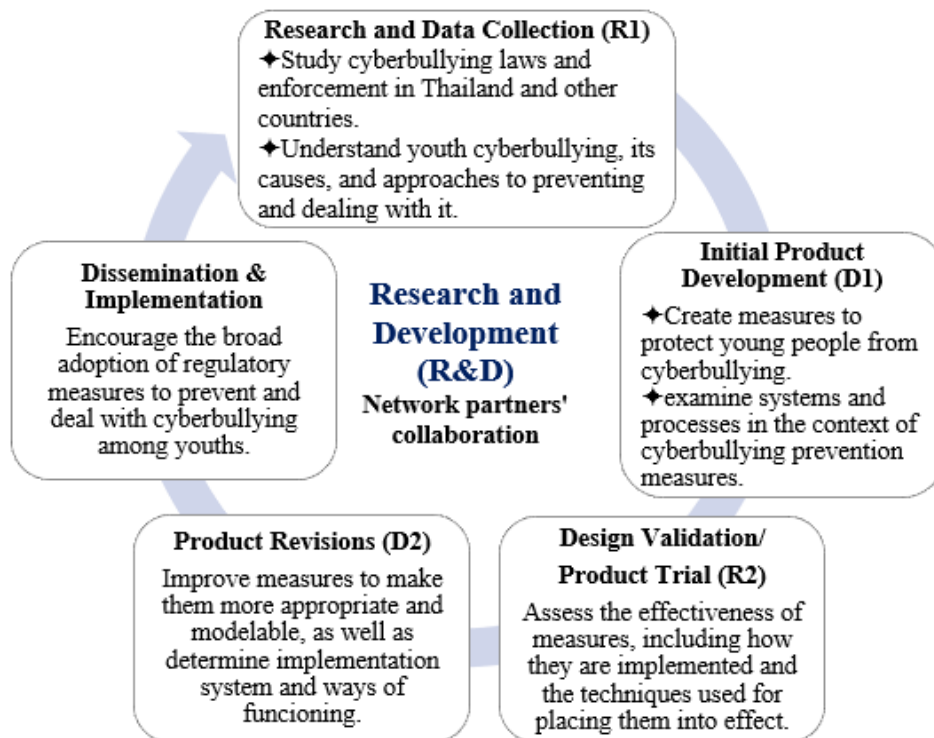 Research and Data Collection (R1)
✦Study cyberbullying laws and
enforcement in Thailand and other
countries.
✦Understand youth cyberbullying, its
causes, and approaches to preventing
and dealing with it.
Initial Product
Development (D1)
✦Create measures to
protect young people from
cyberbullying.
✦examine systems and
processes in the context of
cyberbullying prevention
measures.
Design Validation/
Product Trial (R2)
Assess the effectiveness of
measures, including how
they are implemented and
the techniques used for
placing them into effect.
Product Revisions (D2)
Improve measures to make
them more appropriate and
modelable, as well as
determine implementation
system and ways of
funcioning.
Dissemination &
Implementation
Encourage the broad
adoption of regulatory
measures to prevent and
deal with cyberbullying
among youths.
Research and
Development
(R&D)
Network partners'
collaboration